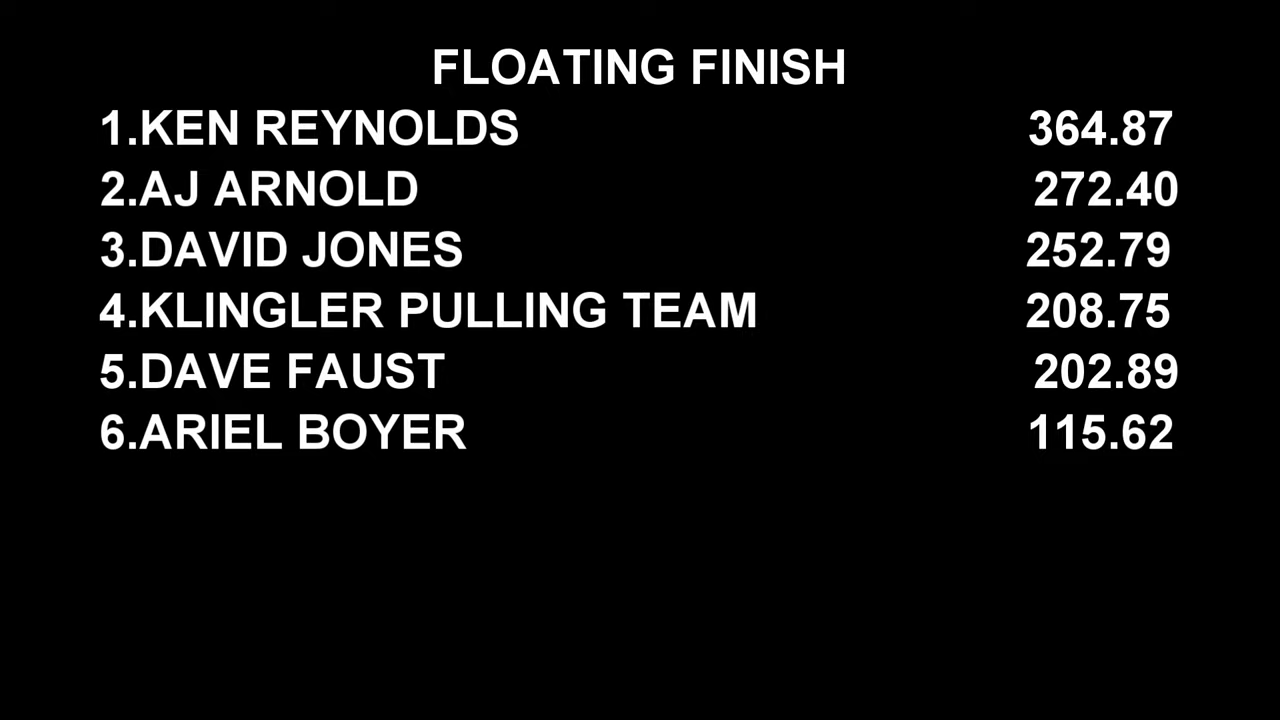 FLOATING FINISH
1.KEN REYNOLDS 364.87
2.AJ ARNOLD 272.40
3.DAVID JONES 252.79
4.KLINGLER PULLING TEAM 208.75
5.DAVE FAUST 202.89
6.ARIEL BOYER 115.62